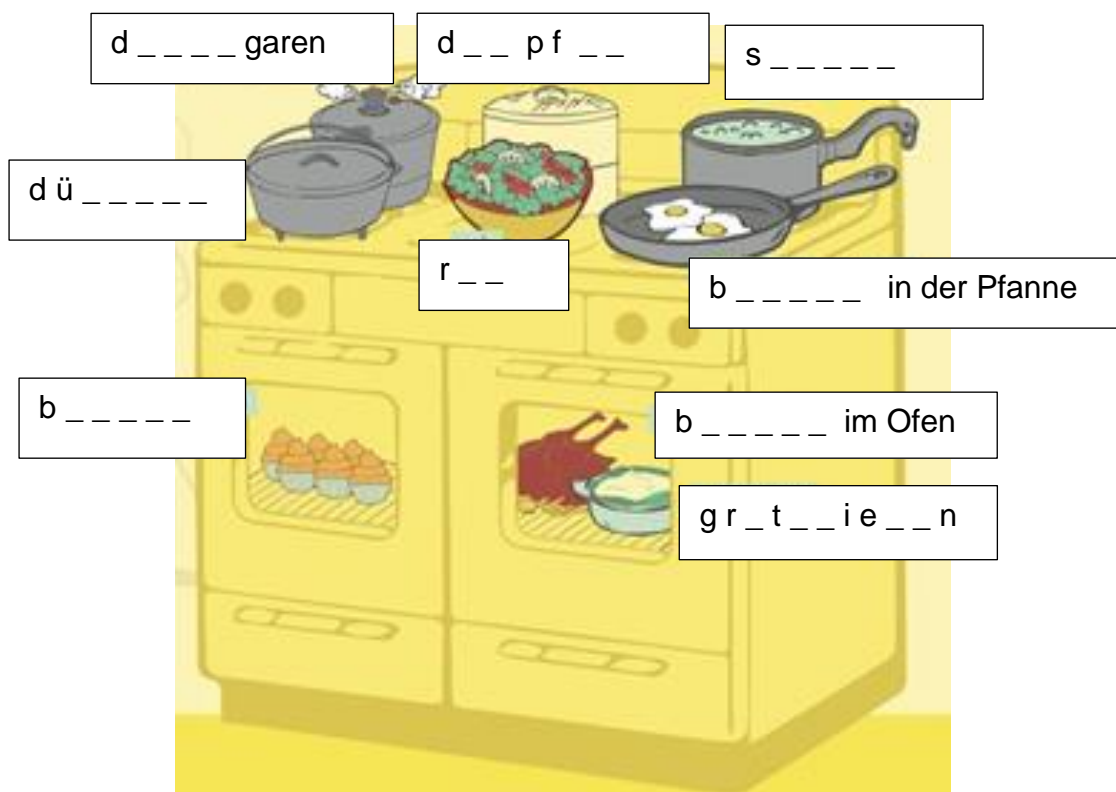 d _ _ _ _ garen
d _ _ p f _ _
s _ _ _ _ _
d ü _ _ _ _ _
r _ _
b _ _ _ _ _ in der Pfanne
b _ _ _ _ _
b _ _ _ _ _ im Ofen
g r _ t _ _ i e _ _ n